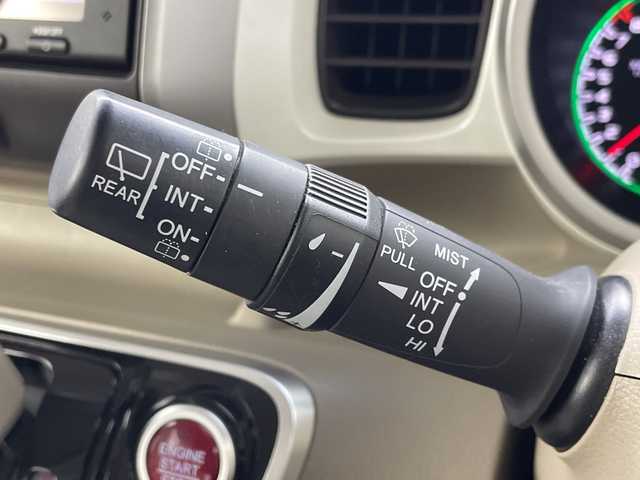 REAR
OFF
INT
ON
PULL
MIST
OFF
INT
LO
HI
ENGINE
START